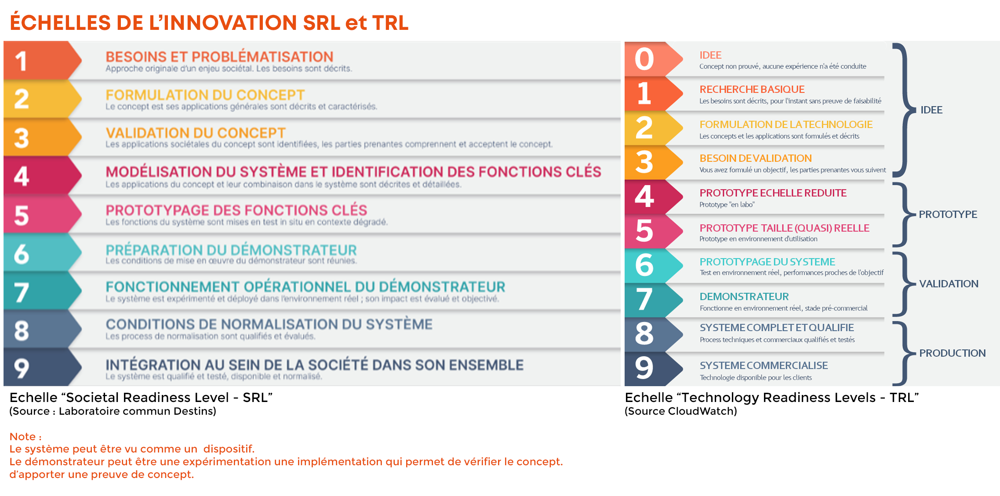 ÉCHELLES DE L’INNOVATION SRL et TRL
1
BESOINS ET PROBLÉMATISATION
Approche originale d’un enjeu sociétal. Les besoins sont décrits.
2
FORMULATION DU CONCEPT
Le concept est ses applications générales sont décrits et caractérisés.
3
VALIDATION DU CONCEPT
Les applications sociétales du concept sont identifiées, les parties prenantes comprennent et acceptent le concept.
4
MODÉLISATION DU SYSTÈME ET IDENTIFICATION DES FONCTIONS CLÉS
Les applications du concept et leur combinaison dans le système sont décrites et détaillées.
5
PROTOTYPAGE DES FONCTIONS CLÉS
Les fonctions du système sont mises en test in situ en contexte dégradé.
6
PRÉPARATION DU DÉMONSTRATEUR
Les conditions de mise en œuvre du démonstrateur sont réunies.
7
FONCTIONNEMENT OPÉRATIONNEL DU DÉMONSTRATEUR
Le système est expérimenté et déployé dans l’environnement réel ; son impact est évalué et objectivé.
8
CONDITIONS DE NORMALISATION DU SYSTÈME
Les process de normalisation sont qualifiés et évalués.
9
INTÉGRATION AU SEIN DE LA SOCIÉTÉ DANS SON ENSEMBLE
Le système est qualifié et testé, disponible et normalisé.
Echelle “Societal Readiness Level - SRL”
(Source : Laboratoire commun Destins)
0
IDEE
Concept non prouvé, aucune expérience n'a été conduite
1
RECHERCHE BASIQUE
Les besoins sont décrits, pour l'instant sans preuve de faisabilité
2
FORMULATION DE LA TECHNOLOGIE
Les concepts et les applications sont formulés et décrits
3
BESOIN DE VALIDATION
Vous avez formulé un objectif, les parties prenantes vous suivent
IDEE
4
PROTOTYPE ECHELLE REDUITE
Prototype "en labo"
5
PROTOTYPE TAILLE (QUASI) REELLE
Prototype en environnement d'utilisation
PROTOTYPE
6
PROTOTYPAGE DU SYSTEME
Test en environnement réel, performances proches de l'objectif
7
DEMONSTRATEUR
Fonctionne en environnement réel, stade pré-commercial
VALIDATION
8
SYSTEME COMPLET ET QUALIFIE
Process techniques et commerciaux qualifiés et testés
9
SYSTEME COMMERCIALISE
Technologie disponible pour les clients
PRODUCTION
Echelle “Technology Readiness Levels - TRL”
(Source CloudWatch)
Note :
Le système peut être vu comme un dispositif.
Le démonstrateur peut être une expérimentation une implémentation qui permet de vérifier le concept.
d’apporter une preuve de concept.